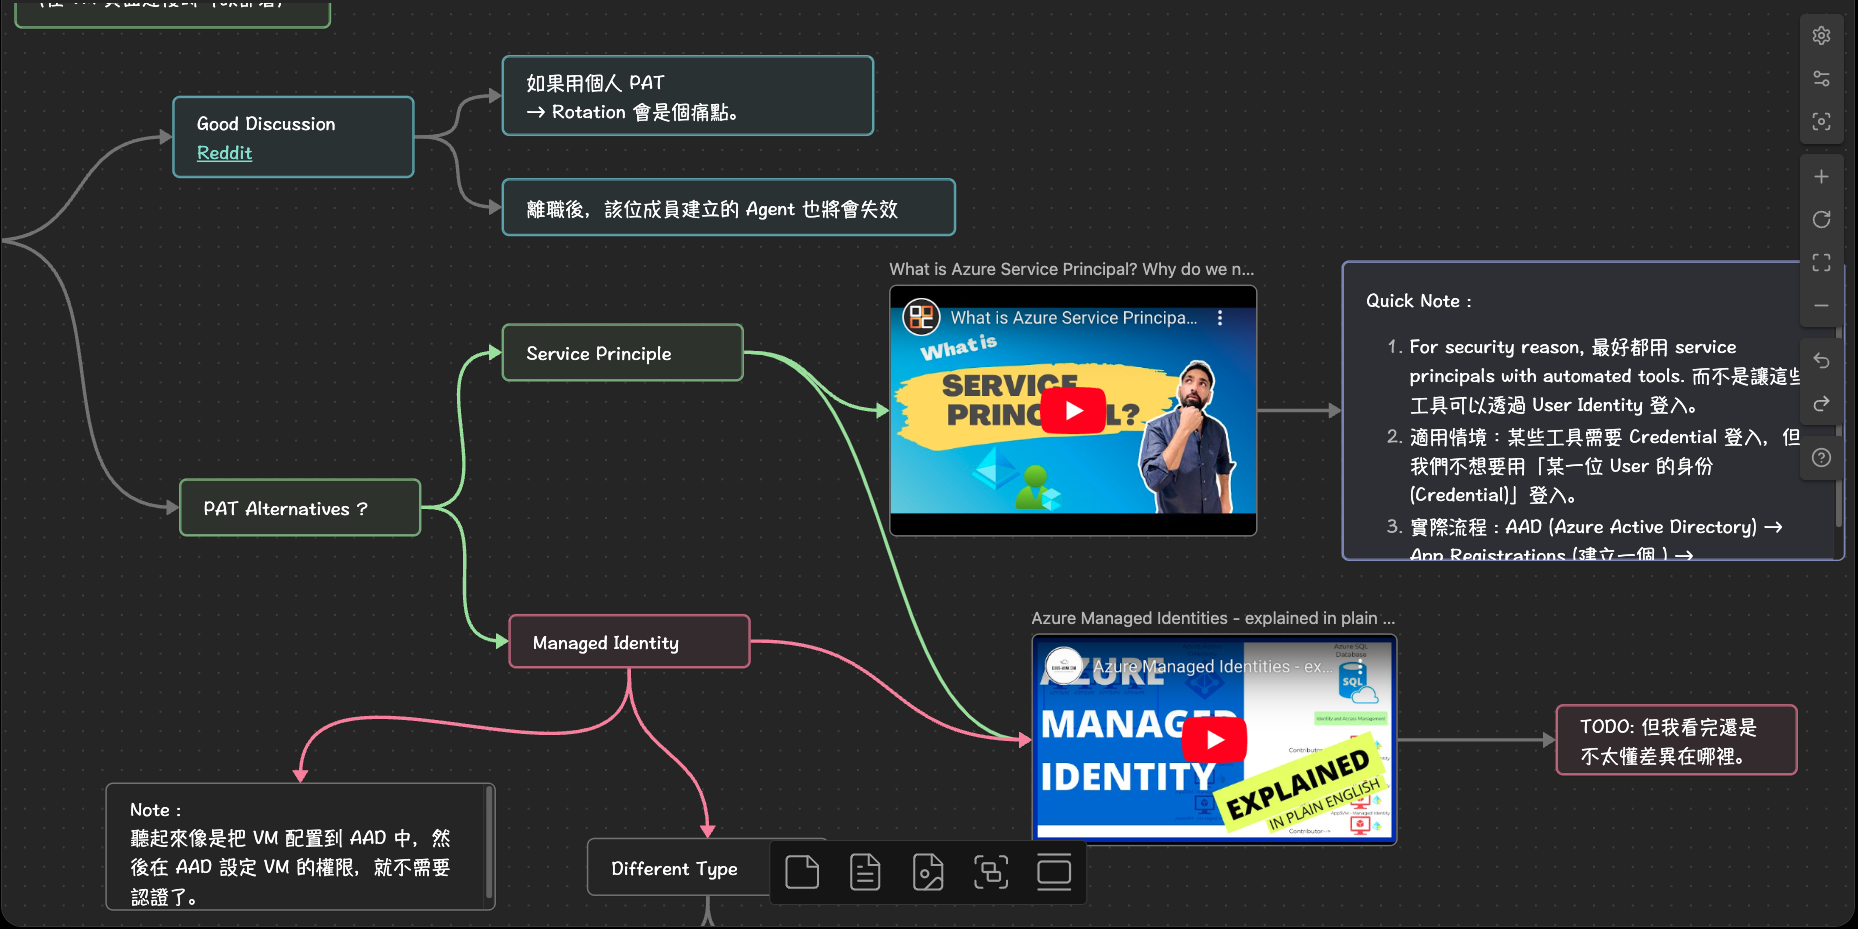 Good Discussion
Reddit
如果用個人 PAT
→ Rotation 會是個痛點。
離職後，該位成員建立的 Agent 也將會失效
PAT Alternatives ?
Service Principle
Managed Identity
What is Azure Service Principal? Why do we n...
What is Azure Service Principa...
What is
SERVICE
Quick Note :
1. For security reason, 最好都用 service
principals with automated tools. 而不是讓這些
工具可以透過 User Identity 登入。
2. 適用情境：某些工具需要 Credential 登入，但
我們不想要用「某一位 User 的身份
(Credential)」登入。
3. 實際流程：AAD (Azure Active Directory) →
App Registrations (建立一個 ) →
Azure Managed Identities - explained in plain ...
Azure Managed Identities - ex...
AZURE
MANAGED
IDENTITY
EXPLAINED
IN PLAIN ENGLISH
Azure SQL
Database
SQL
Identity and Access Management
TODO: 但我看完還是
不太懂差異在哪裡。
Note :
聽起來像是把 VM 配置到 AAD 中，然
後在 AAD 設定 VM 的權限，就不需要
認證了。
Different Type